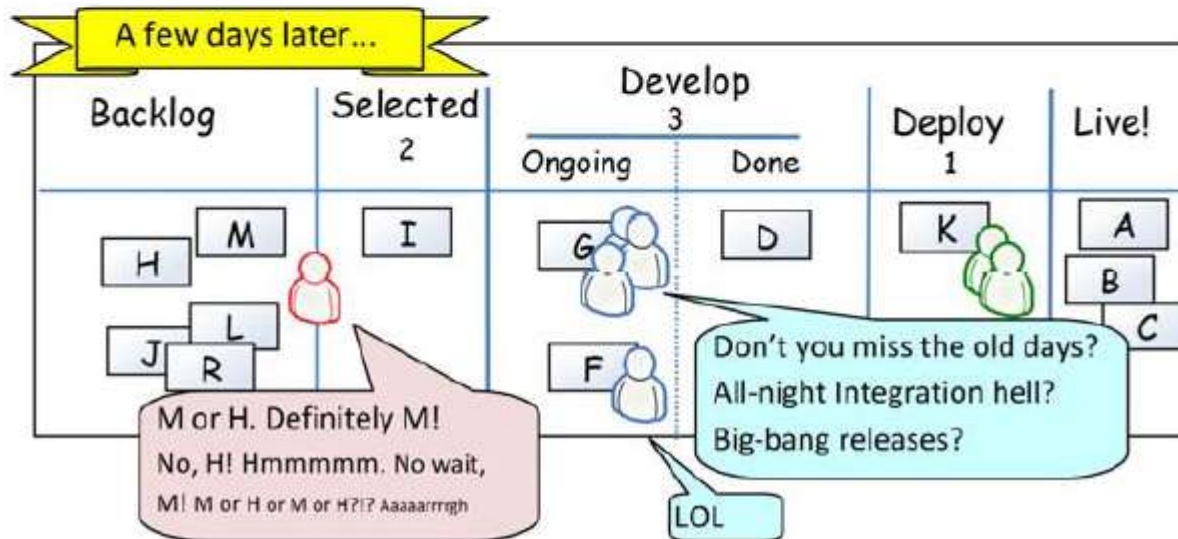 A few days later...
Backlog
Selected
2
Develop
3
Ongoing
Done
Deploy
1
Live!
M
H
I
G
D
K
A
B
C
L
J
R
F
Don't you miss the old days?
All-night Integration hell?
Big-bang releases?
M or H. Definitely M!
No, H! Hmmmmm. No wait,
M! M or H or M or H?!? Aaaaarrrrgh
LOL